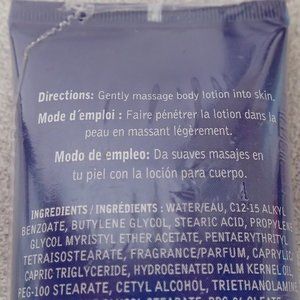 Directions: Gently massage body lotion into skin.
Mode d'emploi : Faire pénétrer la lotion dans la
peau en massant légèrement.
Modo de empleo: Da suaves masajes en
tu piel con la loción para cuerpo.
INGREDIENTS / INGRÉDIENTS : WATER/EAU, C12-15 ALKYL
BENZOATE, BUTYLENE GLYCOL, STEARIC ACID, PROPYLENE
GLYCOL MYRISTYL ETHER ACETATE, PENTAERYTHRITYL
TETRAISOSTEARATE, FRAGRANCE/PARFUM, CAPRYLIC
CAPRIC TRIGLYCERIDE, HYDROGENATED PALM KERNEL OIL,
PEG-100 STEARATE, CETYL ALCOHOL, TRIETHANOLAMINE
STEARATE,